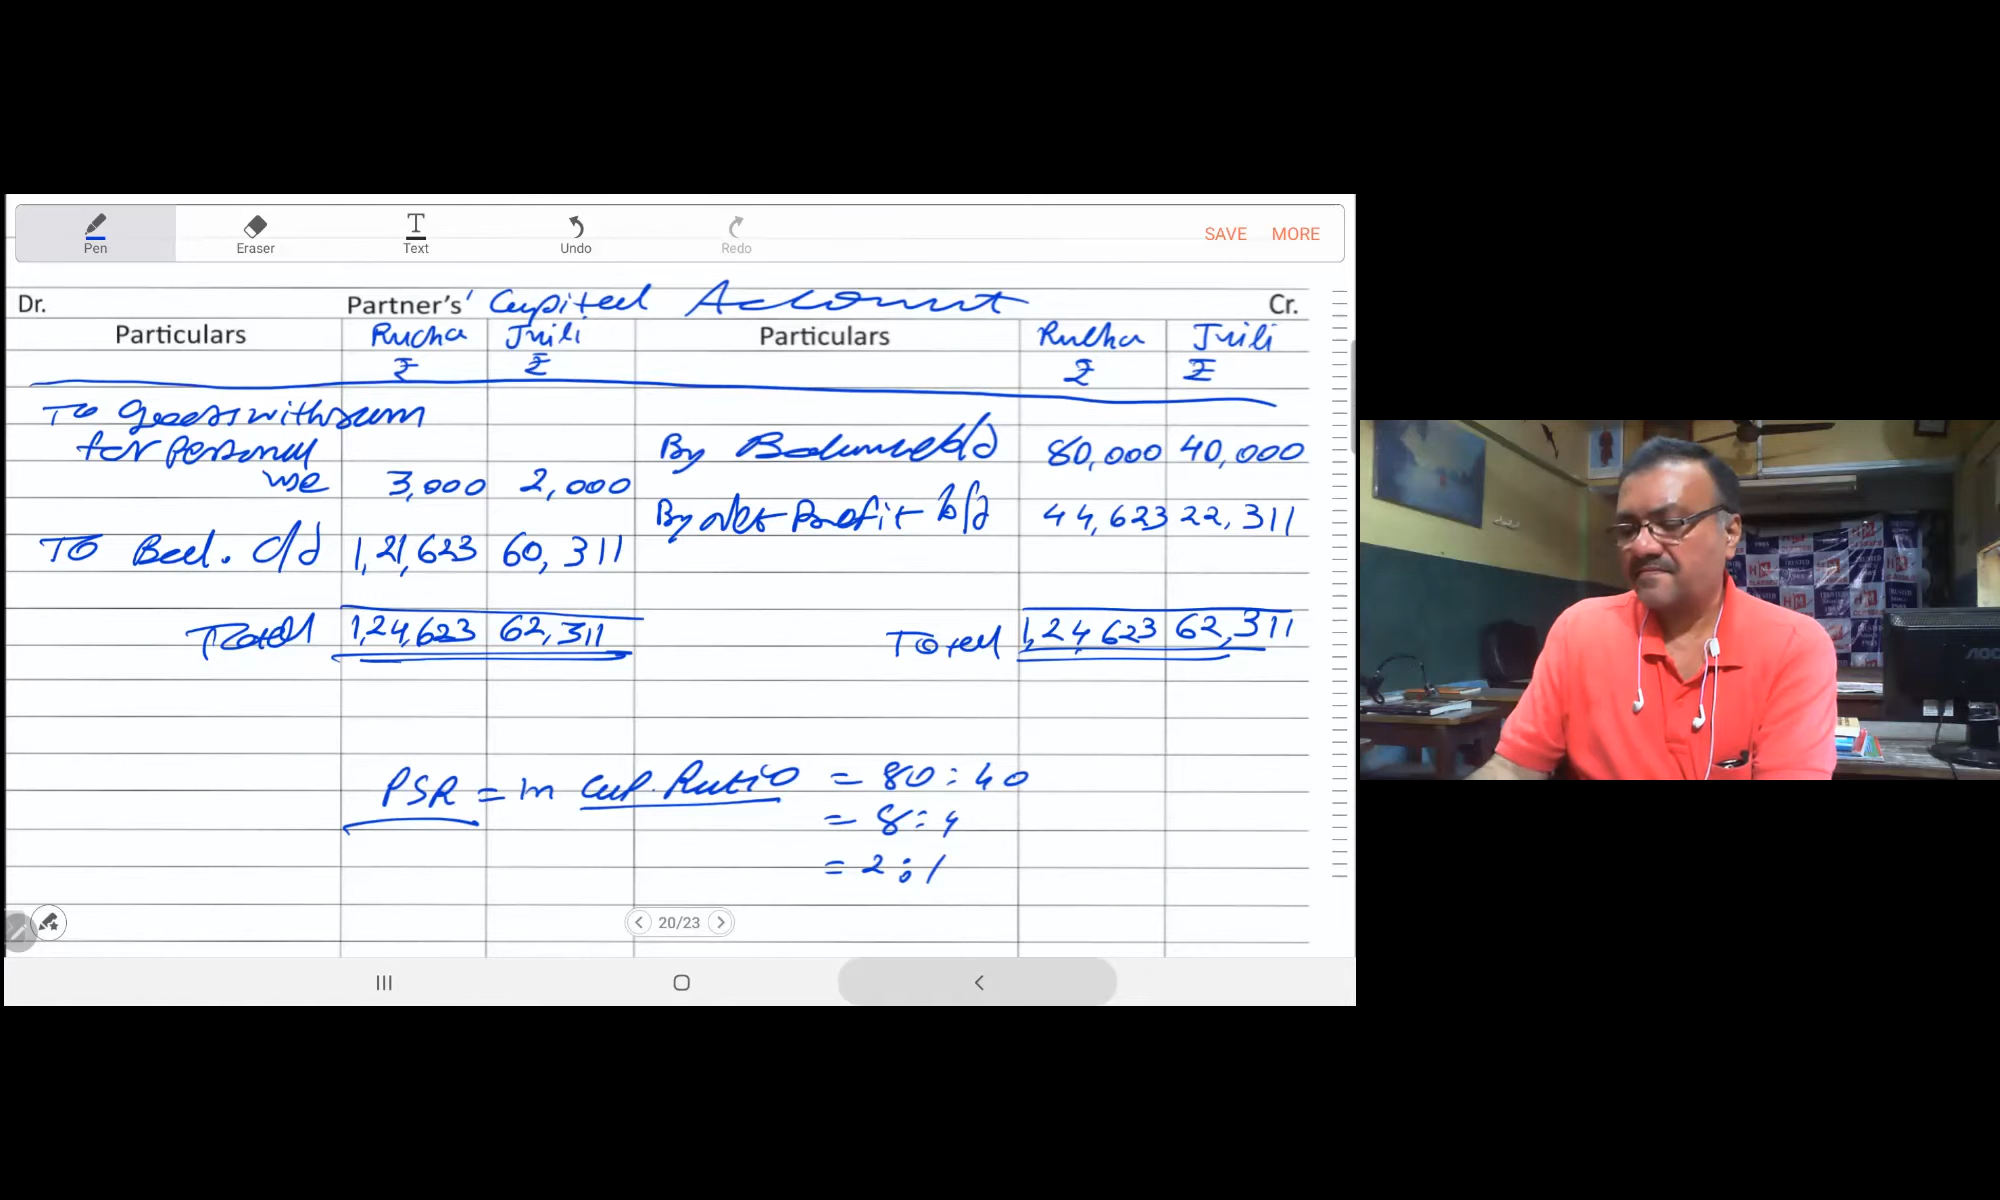 Pen
Eraser
Text
Undo
Redo
SAVE MORE
Dr. Partner's' Capital Account Cr.
Particulars Rucha Juili Particulars Rucha Juili
₹ ₹ ₹ ₹
To goods withdrawn
for personal
use 3,000 2,000
By Balance b/d 80,000 40,000
By Net Profit b/d 44,623 22,311
To Bal. c/d 1,21,623 60,311
Total 1,24,623 62,311 Total 1,24,623 62,311
PSR = in Cap. Ratio = 80:40
= 8:4
= 2:1
20/23
HM
AOC